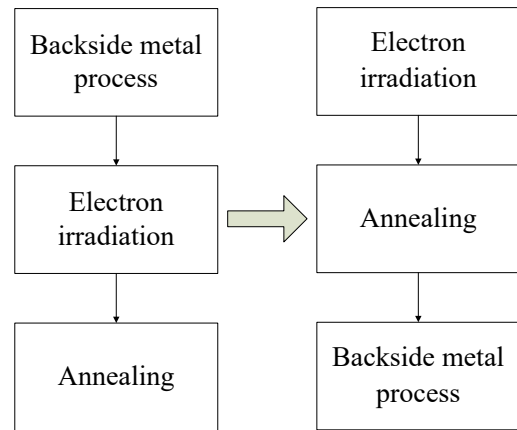 Backside metal
process
Electron
irradiation
Annealing
Electron
irradiation
Annealing
Backside metal
process